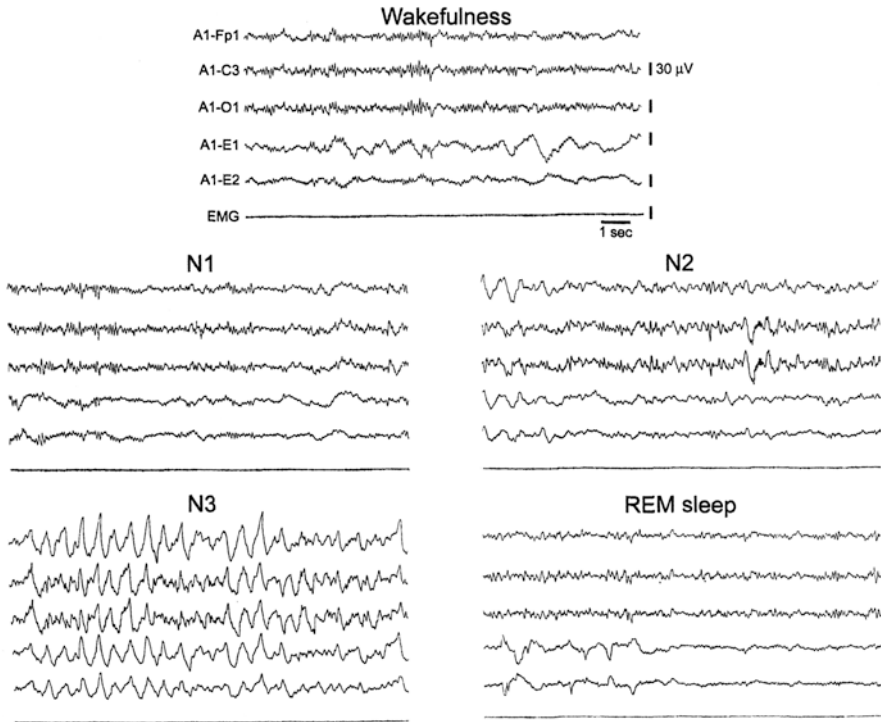 Wakefulness
A1-Fp1
A1-C3
30 µV
A1-O1
A1-E1
A1-E2
EMG
1 sec
N1
N2
N3
REM sleep